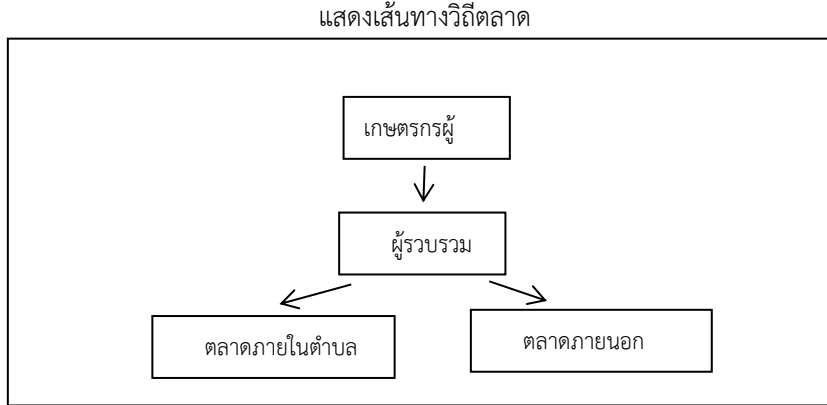 แสดงเส้นทางวิถีตลาด
เกษตรกรผู้
ผู้รวบรวม
ตลาดภายในตำบล
ตลาดภายนอก